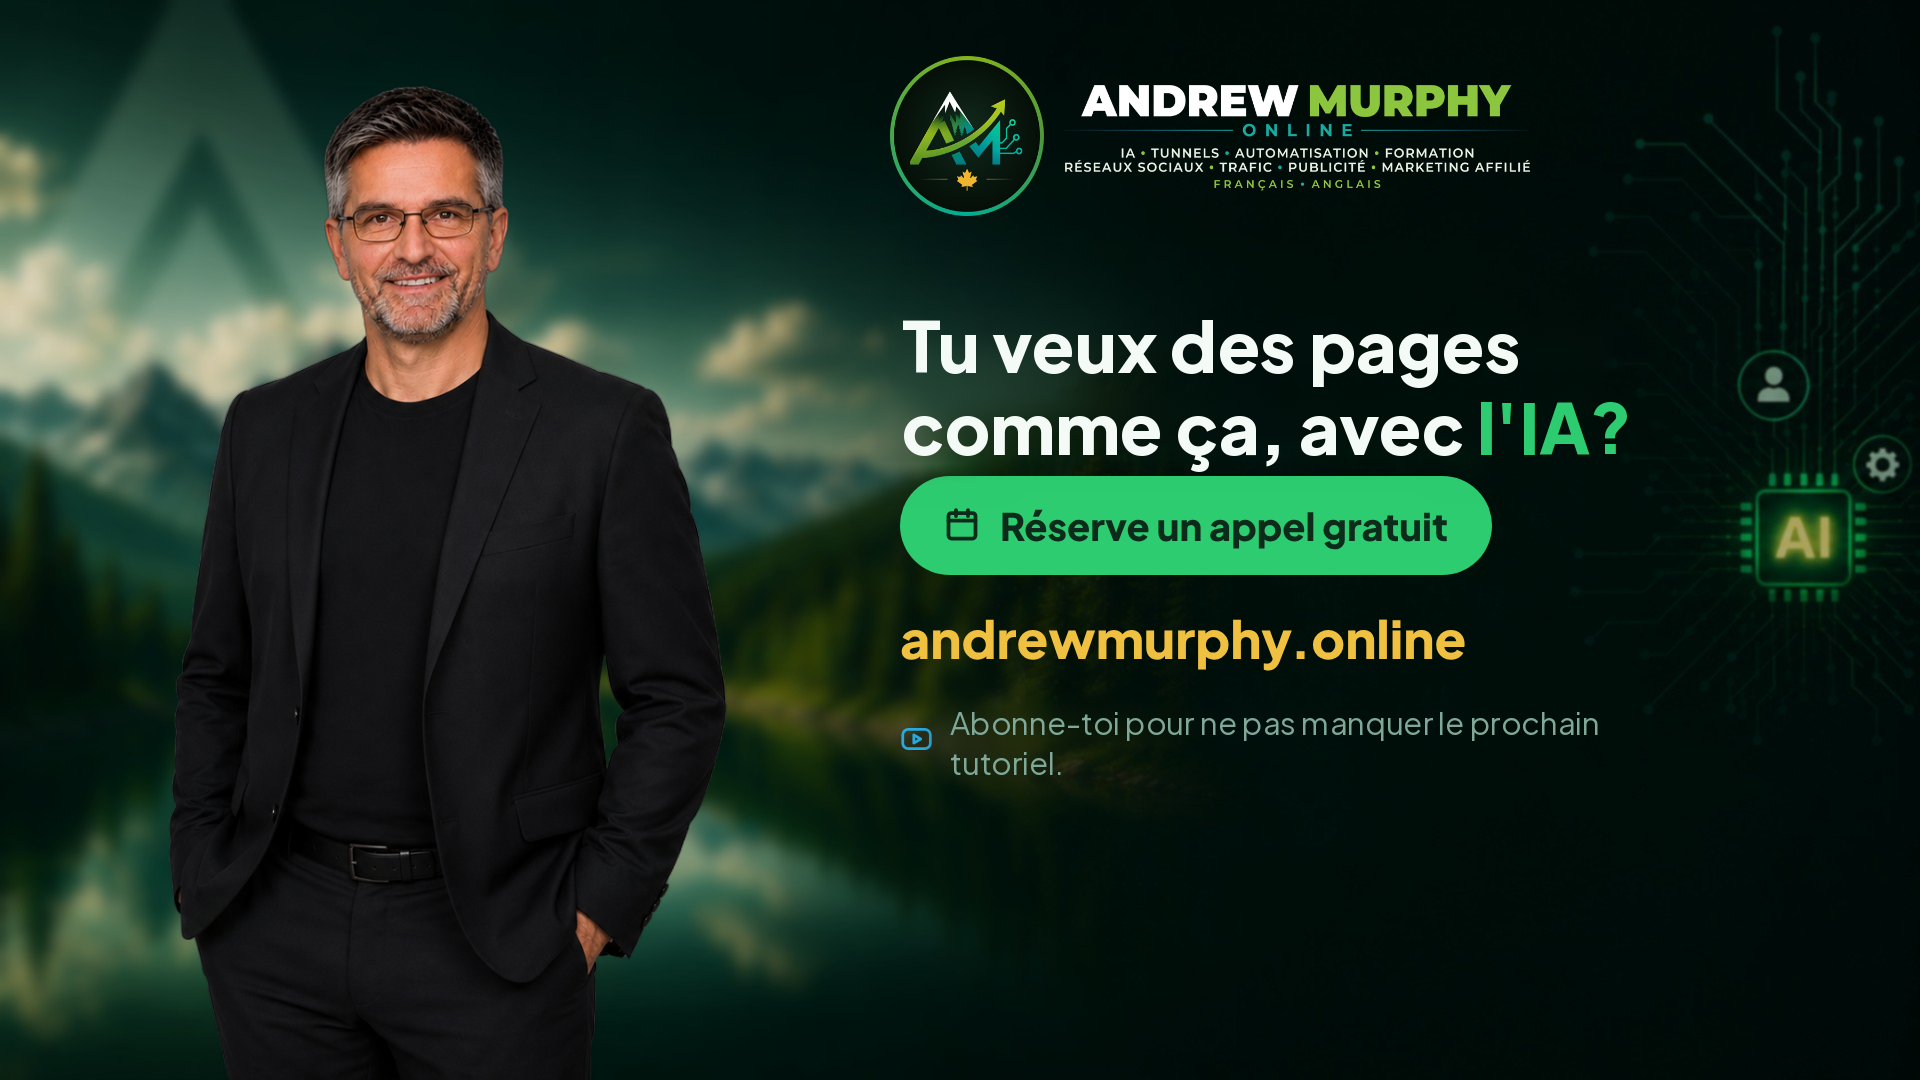 AM
ANDREW MURPHY
ONLINE
IA • TUNNELS • AUTOMATISATION • FORMATION
RÉSEAUX SOCIAUX • TRAFIC • PUBLICITÉ • MARKETING AFFILIÉ
FRANÇAIS • ANGLAIS
Tu veux des pages
comme ça, avec l'IA?
Réserve un appel gratuit
andrewmurphy.online
Abonne-toi pour ne pas manquer le prochain
tutoriel.
AI